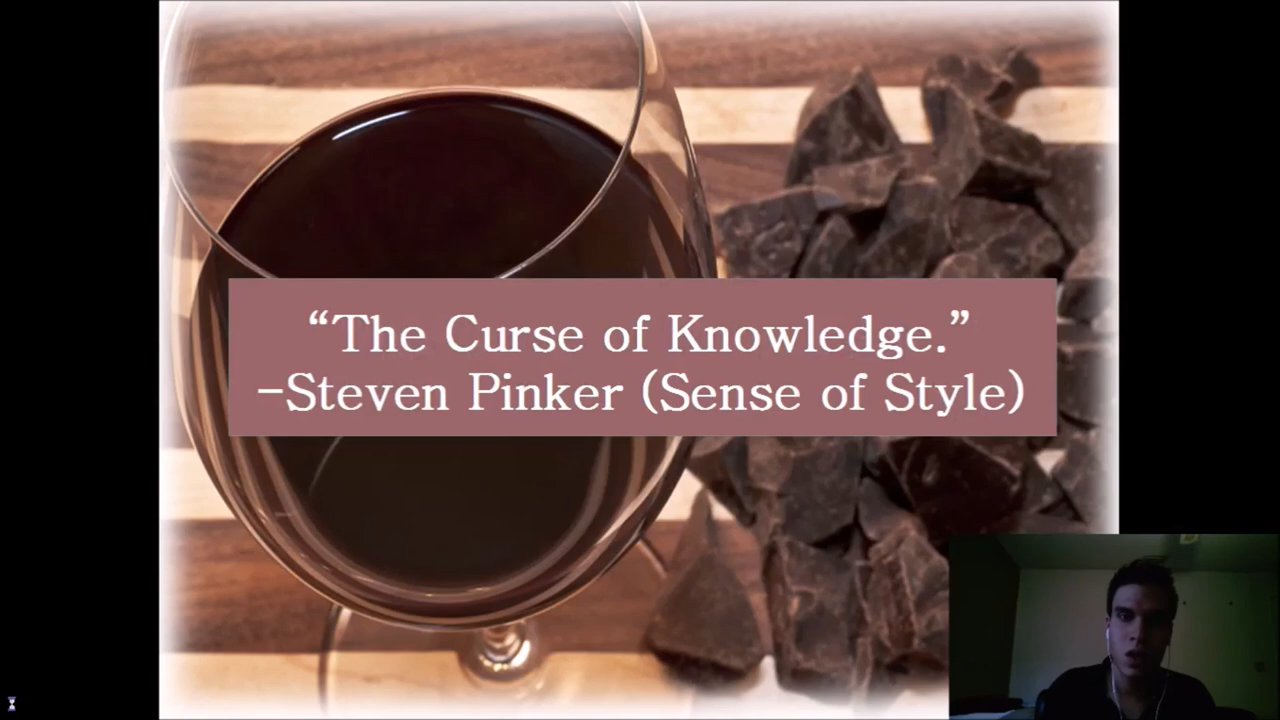 “The Curse of Knowledge.”
-Steven Pinker (Sense of Style)